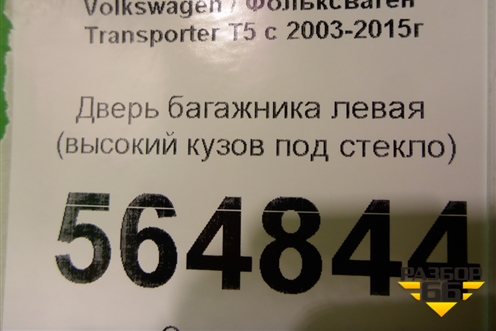 Volkswagen / Фольксваген
Transporter T5 с 2003-2015г
Дверь багажника левая
(высокий кузов под стекло)
564844
РАЗБОР
66